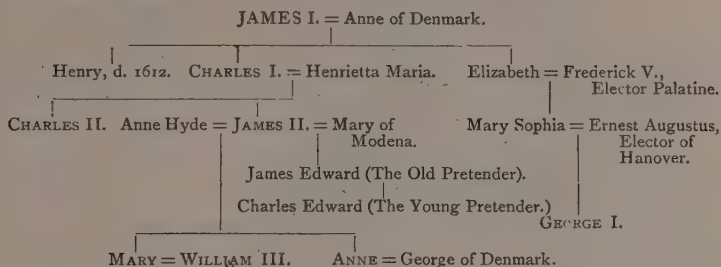 JAMES I. = Anne of Denmark.
Henry, d. 1612. CHARLES I. = Henrietta Maria. Elizabeth = Frederick V.,
Elector Palatine.
CHARLES II. Anne Hyde = JAMES II. = Mary of Modena. Mary Sophia = Ernest Augustus,
Elector of
Hanover.
James Edward (The Old Pretender).
Charles Edward (The Young Pretender.)
GEORGE I.
MARY = WILLIAM III. ANNE = George of Denmark.